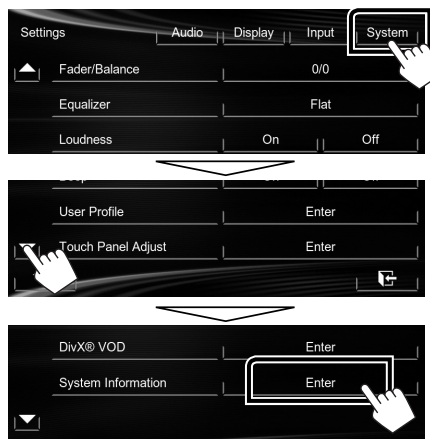 Settings Audio Display Input System
Fader/Balance 0/0
Equalizer Flat
Loudness On Off
User Profile Enter
Touch Panel Adjust Enter
DivX® VOD Enter
System Information Enter